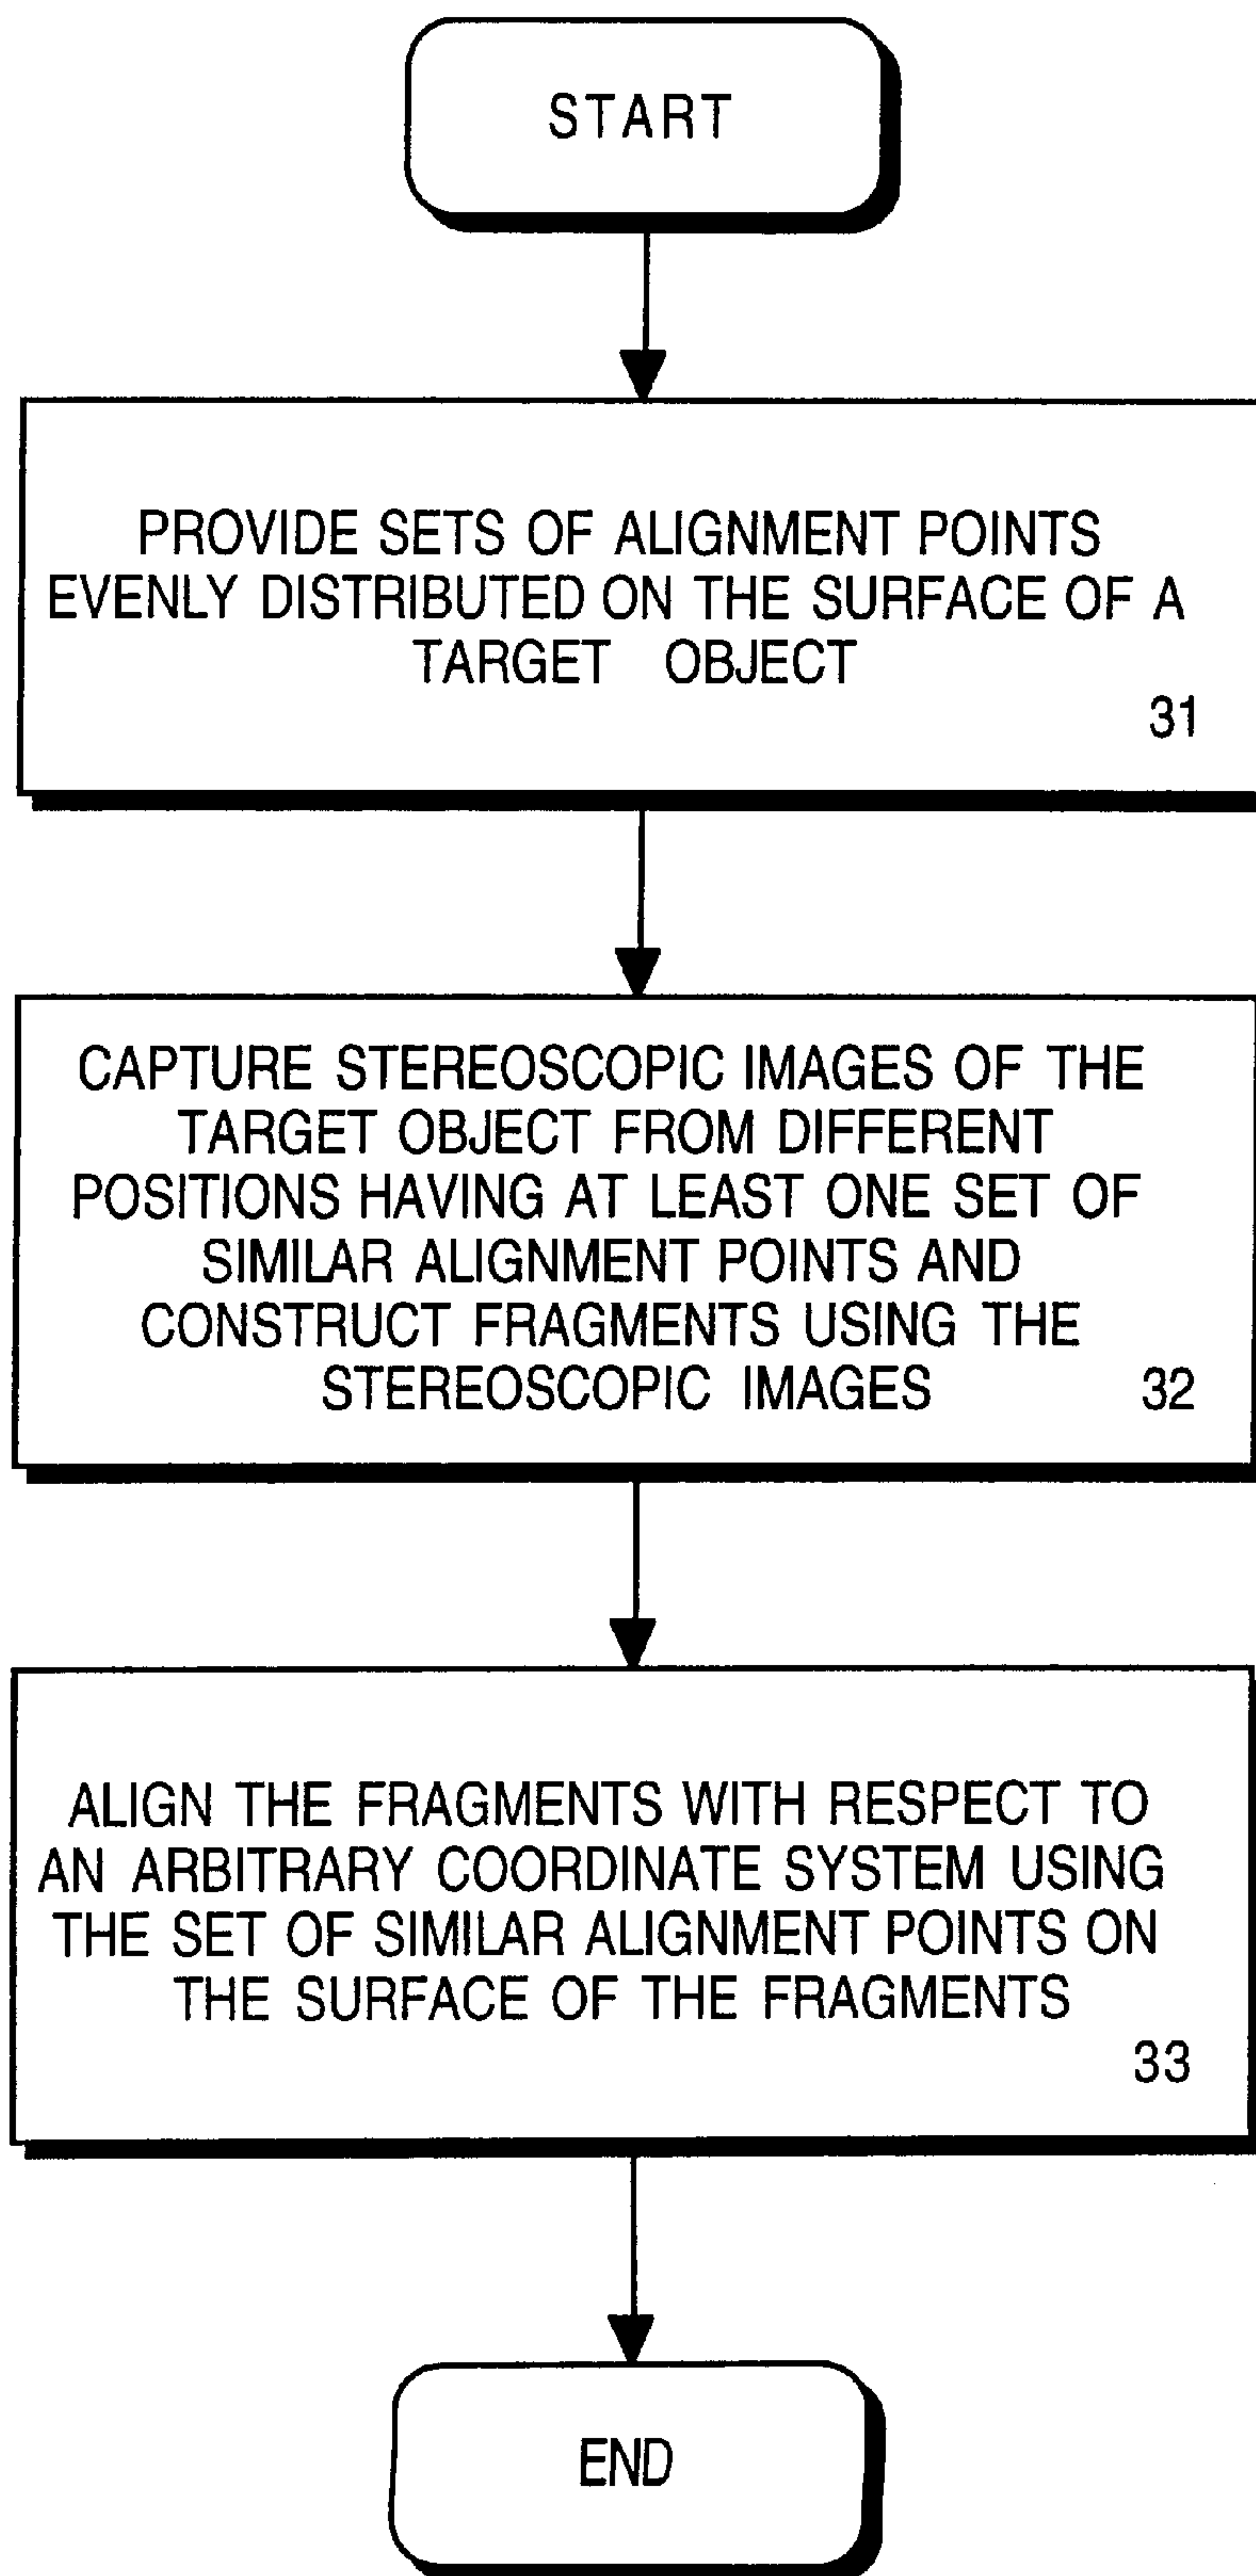 START
PROVIDE SETS OF ALIGNMENT POINTS
EVENLY DISTRIBUTED ON THE SURFACE OF A
TARGET OBJECT
31
CAPTURE STEREOSCOPIC IMAGES OF THE
TARGET OBJECT FROM DIFFERENT
POSITIONS HAVING AT LEAST ONE SET OF
SIMILAR ALIGNMENT POINTS AND
CONSTRUCT FRAGMENTS USING THE
STEREOSCOPIC IMAGES 32
ALIGN THE FRAGMENTS WITH RESPECT TO
AN ARBITRARY COORDINATE SYSTEM USING
THE SET OF SIMILAR ALIGNMENT POINTS ON
THE SURFACE OF THE FRAGMENTS
33
END